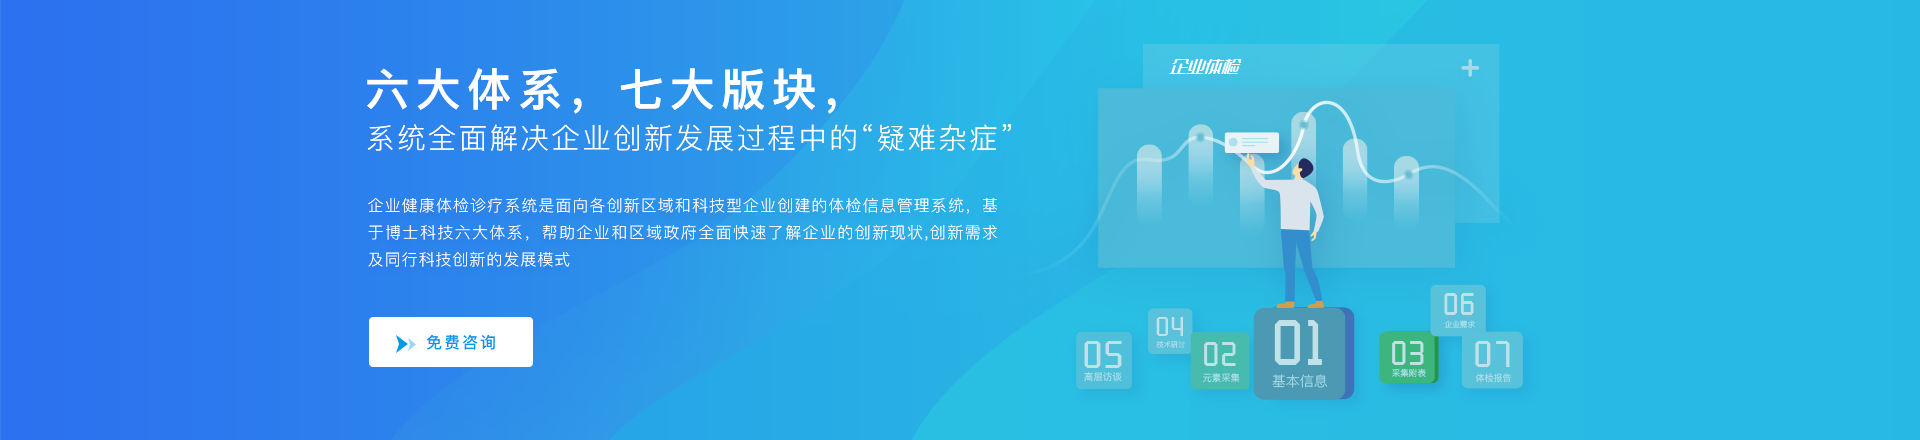 六大体系，七大版块，
系统全面解决企业创新发展过程中的“疑难杂症”
企业健康体检诊疗系统是面向各创新区域和科技型企业创建的体检信息管理系统，基
于博士科技六大体系，帮助企业和区域政府全面快速了解企业的创新现状,创新需求
及同行科技创新的发展模式
免费咨询
企业体检
01
基本信息
02
元素采集
03
采集附表
04
技术研讨
05
高层访谈
06
企业需求
07
体检报告